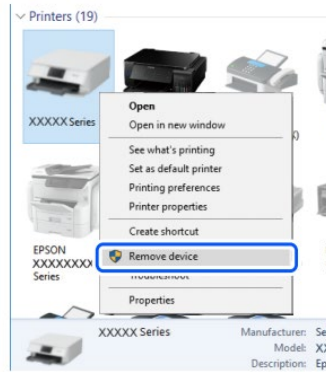 Printers (19)
XXXXX Series
Open
Open in new window
See what's printing
Set as default printer
Printing preferences
Printer properties
Create shortcut
Remove device
Troubleshoot
Properties
EPSON
XXXXXXXX
Series
XXXXX Series
Manufacturer:
Model:
Description: